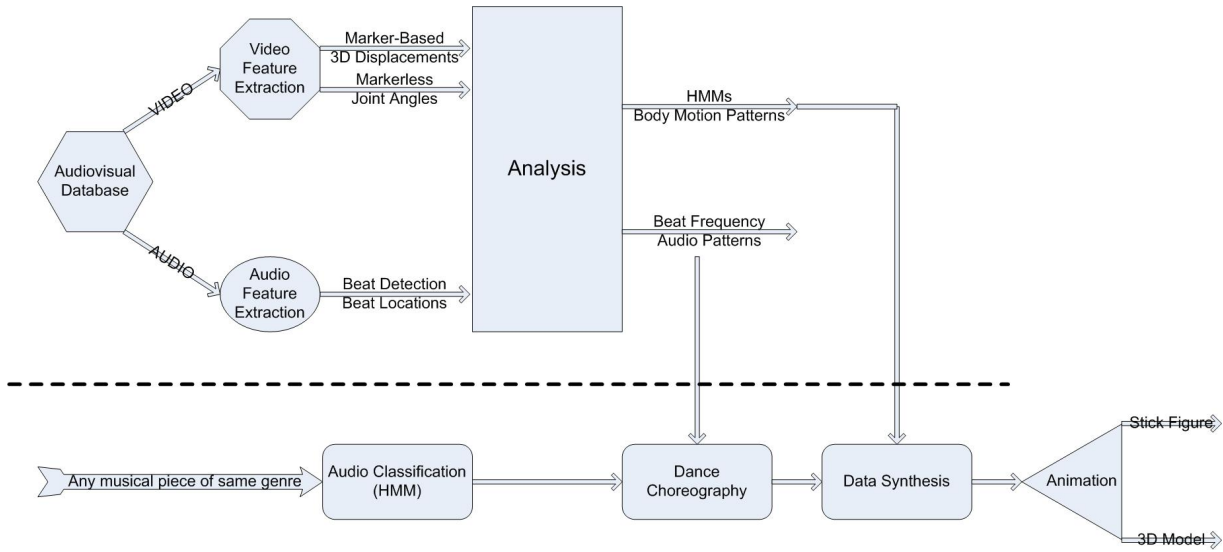 Video
Feature
Extraction
Marker-Based
3D Displacements
Markerless
Joint Angles
VIDEO
Audiovisual
Database
AUDIO
Audio
Feature
Extraction
Beat Detection
Beat Locations
Analysis
HMMs
Body Motion Patterns
Beat Frequency
Audio Patterns
Any musical piece of same genre
Audio Classification
(HMM)
Dance
Choreography
Data Synthesis
Animation
Stick Figure
3D Model